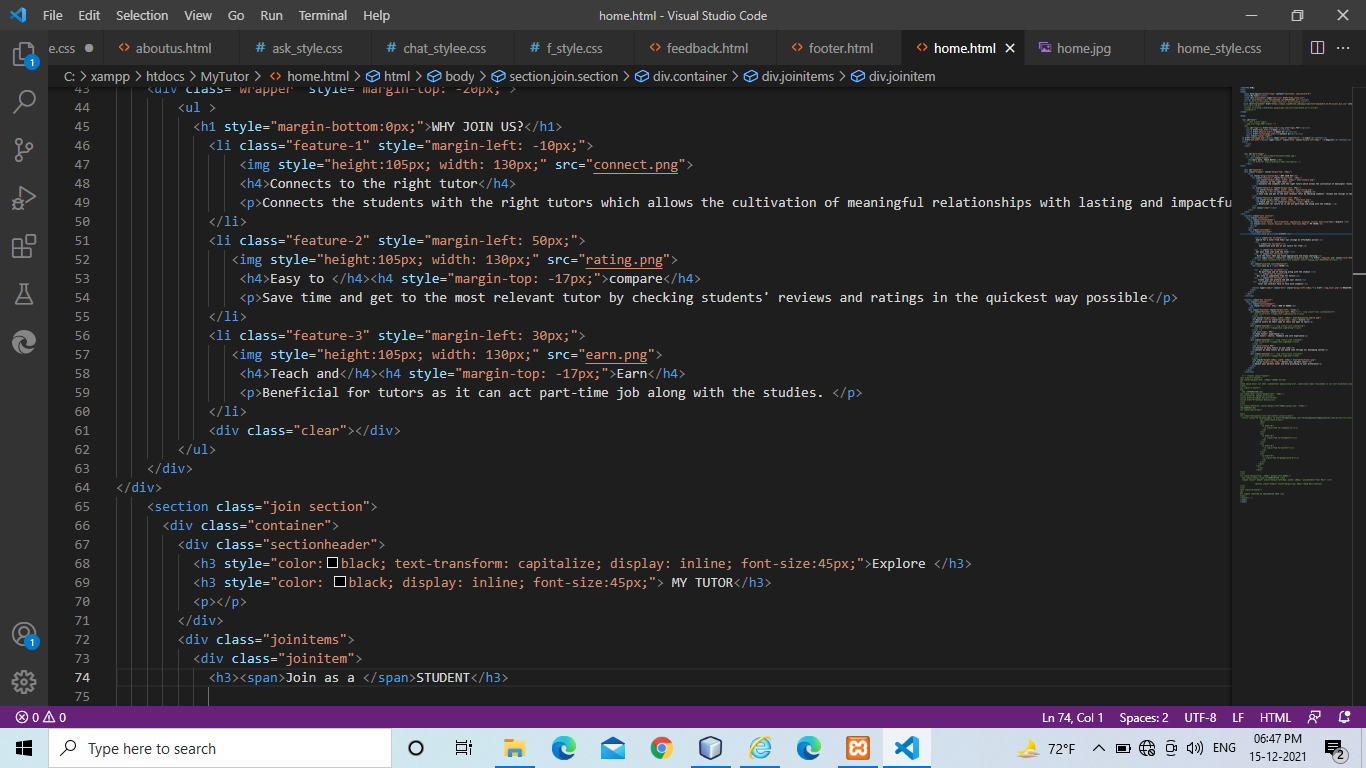 File Edit Selection View Go Run Terminal Help home.html - Visual Studio Code
e.css aboutus.html ask_style.css chat_stylee.css f_style.css feedback.html footer.html home.html home.jpg home_style.css
C: > xampp > htdocs > MyTutor > home.html > html > body > section.join.section > div.container > div.joinitems > div.joinitem
43 <div class="wrapper" style="margin-top: -20px;">
44 <ul >
45 <h1 style="margin-bottom:0px;">WHY JOIN US?</h1>
46 <li class="feature-1" style="margin-left: -10px;">
47 <img style="height:105px; width: 130px;" src="connect.png">
48 <h4>Connects to the right tutor</h4>
49 <p>Connects the students with the right tutors which allows the cultivation of meaningful relationships with lasting and impactfu
50 </li>
51 <li class="feature-2" style="margin-left: 50px;">
52 <img style="height:105px; width: 130px;" src="rating.png">
53 <h4>Easy to </h4><h4 style="margin-top: -17px;">compare</h4>
54 <p>Save time and get to the most relevant tutor by checking students' reviews and ratings in the quickest way possible</p>
55 </li>
56 <li class="feature-3" style="margin-left: 30px;">
57 <img style="height:105px; width: 130px;" src="earn.png">
58 <h4>Teach and</h4><h4 style="margin-top: -17px;">Earn</h4>
59 <p>Beneficial for tutors as it can act part-time job along with the studies. </p>
60 </li>
61 <div class="clear"></div>
62 </ul>
63 </div>
64 </div>
65 <section class="join section">
66 <div class="container">
67 <div class="sectionheader">
68 <h3 style="color:black; text-transform: capitalize; display: inline; font-size:45px;">Explore </h3>
69 <h3 style="color: black; display: inline; font-size:45px;"> MY TUTOR</h3>
70 <p></p>
71 </div>
72 <div class="joinitems">
73 <div class="joinitem">
74 <h3><span>Join as a </span>STUDENT</h3>
75
1
1
0 0 Ln 74, Col 1 Spaces: 2 UTF-8 LF HTML
Type here to search 72°F ENG 06:47 PM
15-12-2021 2